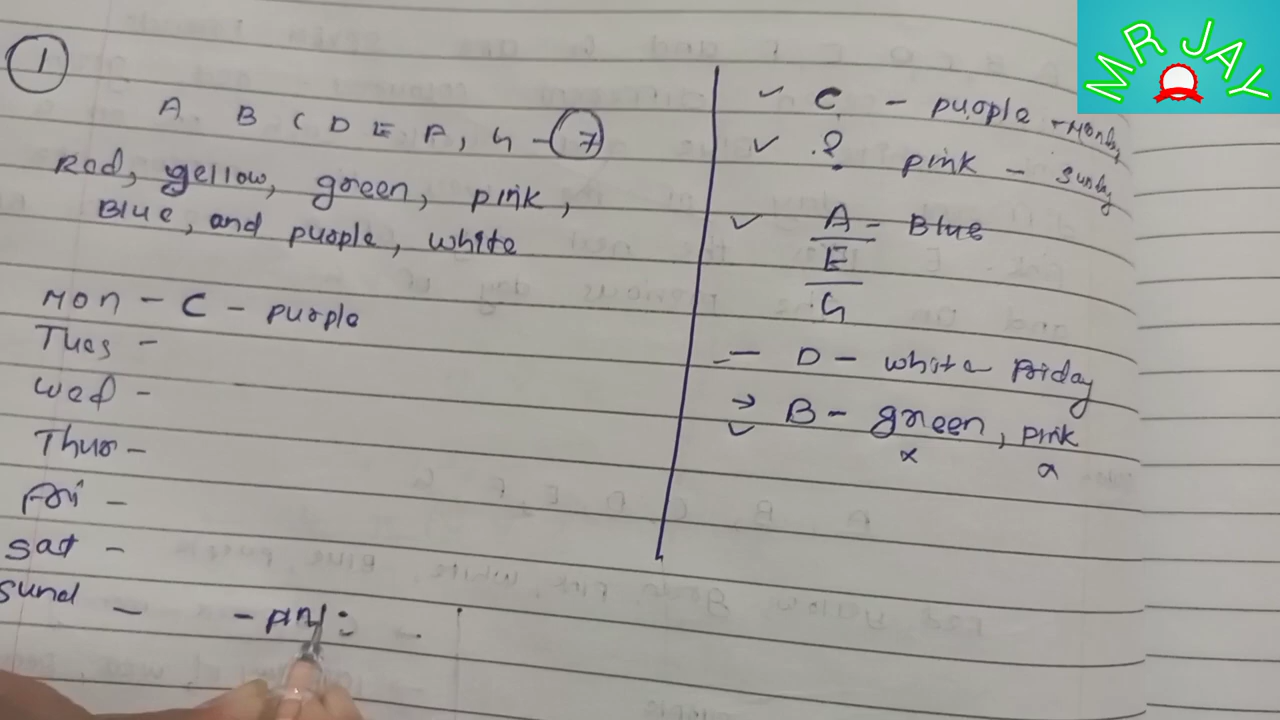 1
A B C D E F, G - 7
Red, yellow, green, pink,
Blue, and purple, white
Mon - C - purple
Tues -
Wed -
Thur -
Fri -
Sat -
Sund - - pin
✓ C - purple - Monday
✓ ? pink - Sunday
✓ A - Blue
E
G
- D - white Friday
→ B - green, pink
✓ x x
MR JAY